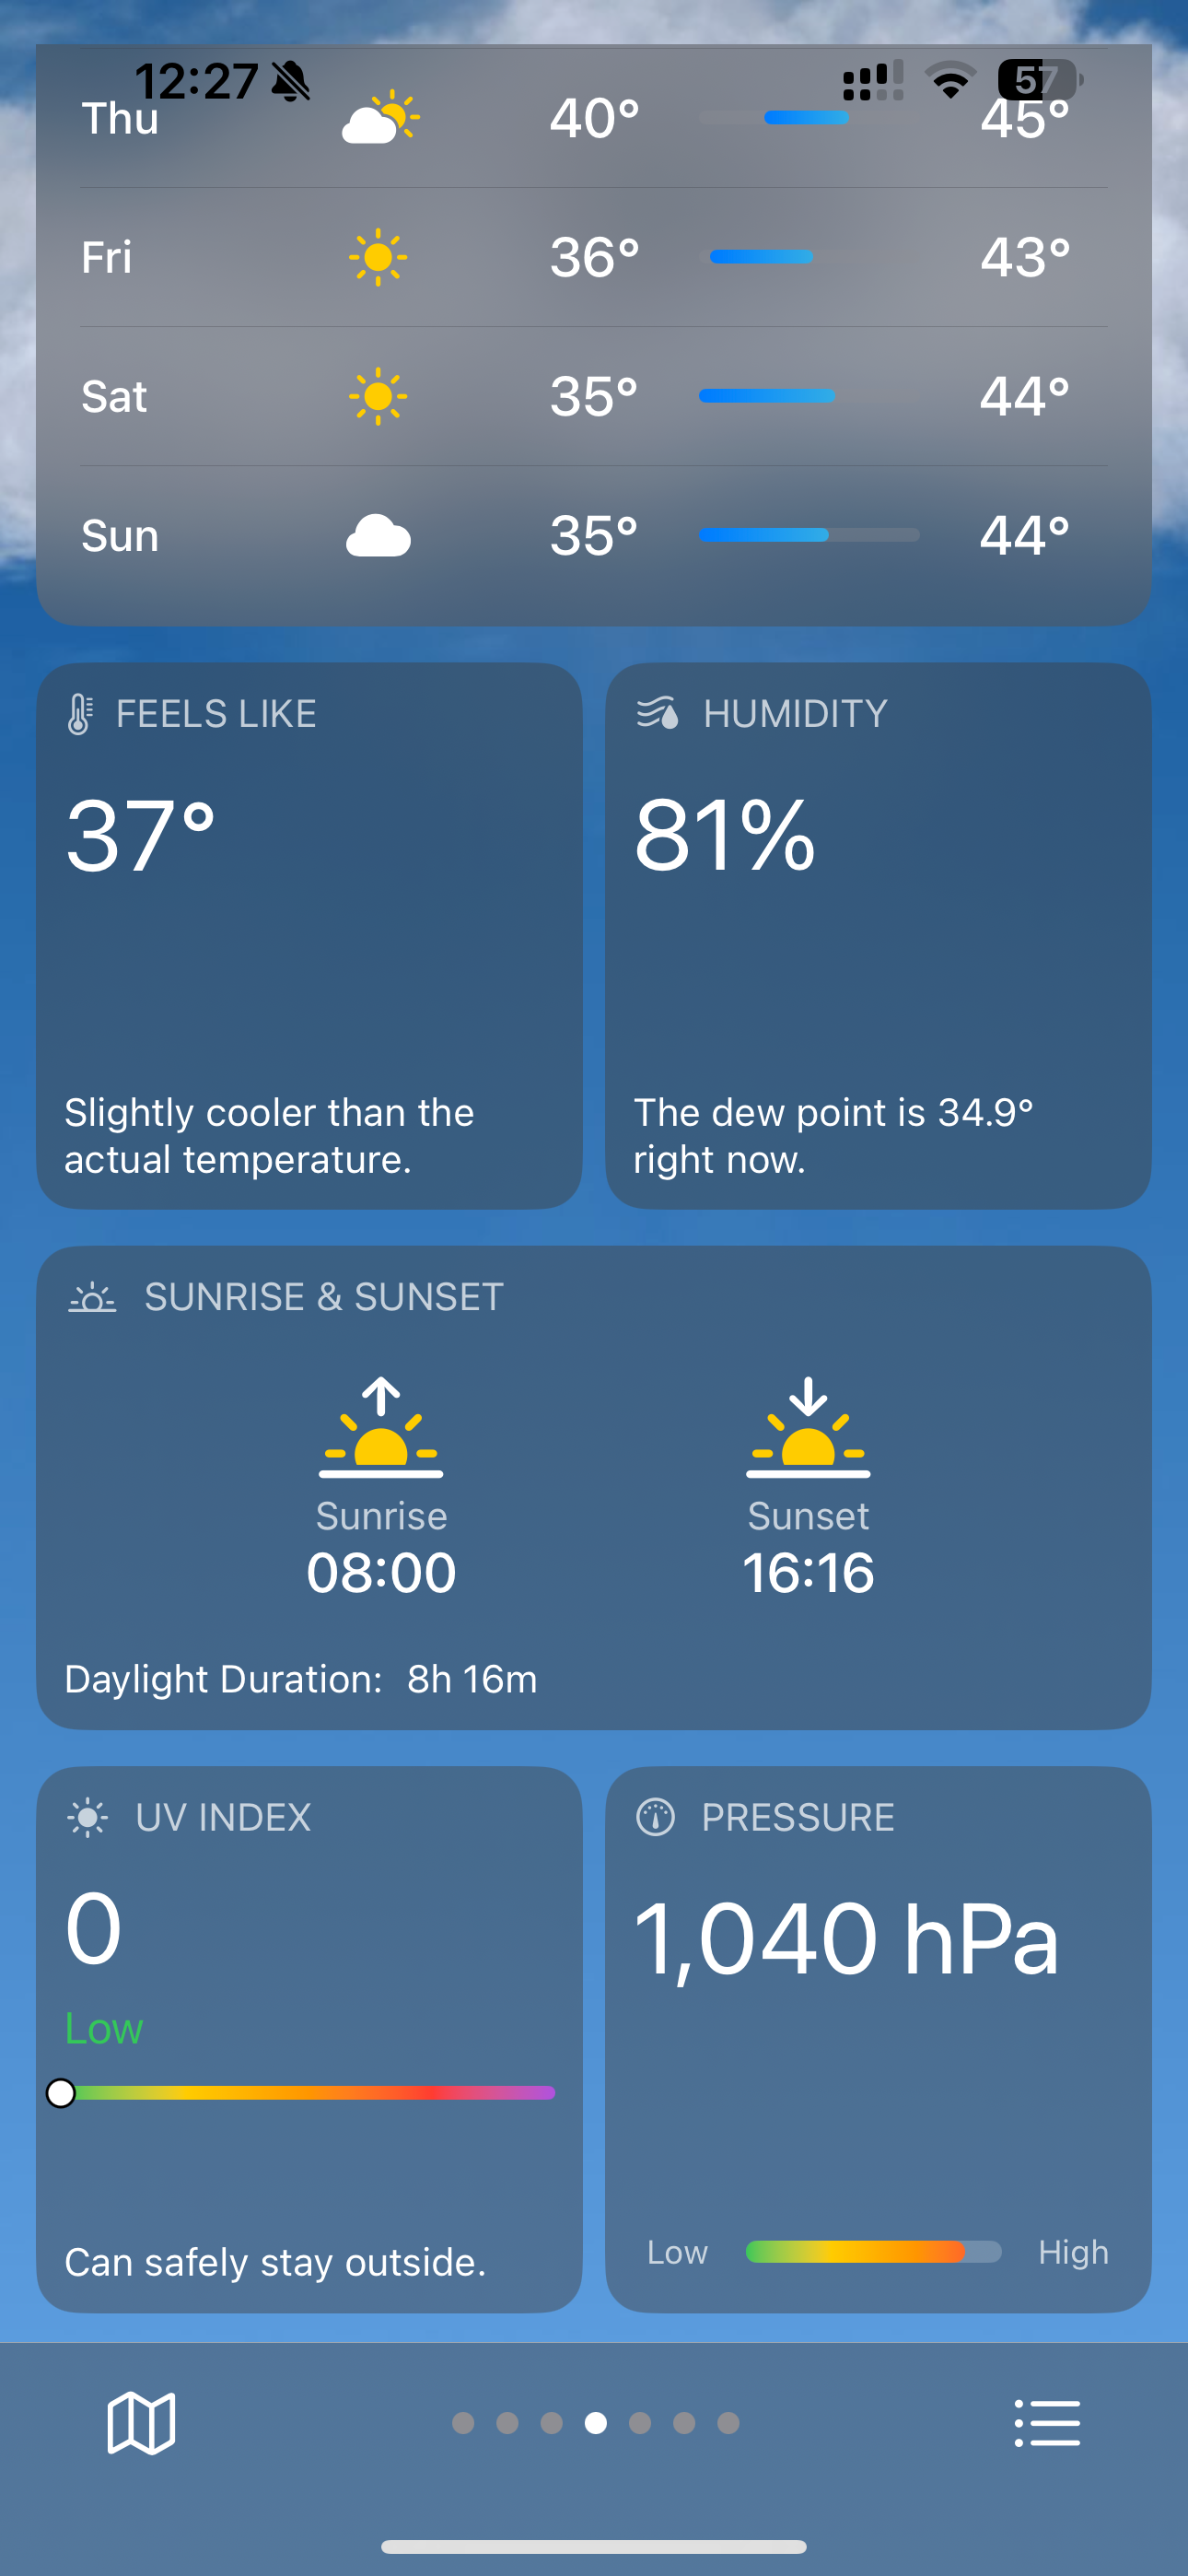 12:27 57
Thu 40° 45°
Fri 36° 43°
Sat 35° 44°
Sun 35° 44°
FEELS LIKE
37°
Slightly cooler than the
actual temperature.
HUMIDITY
81%
The dew point is 34.9°
right now.
SUNRISE & SUNSET
Sunrise Sunset
08:00 16:16
Daylight Duration: 8h 16m
UV INDEX
0
Low
Can safely stay outside.
PRESSURE
1,040 hPa
Low High